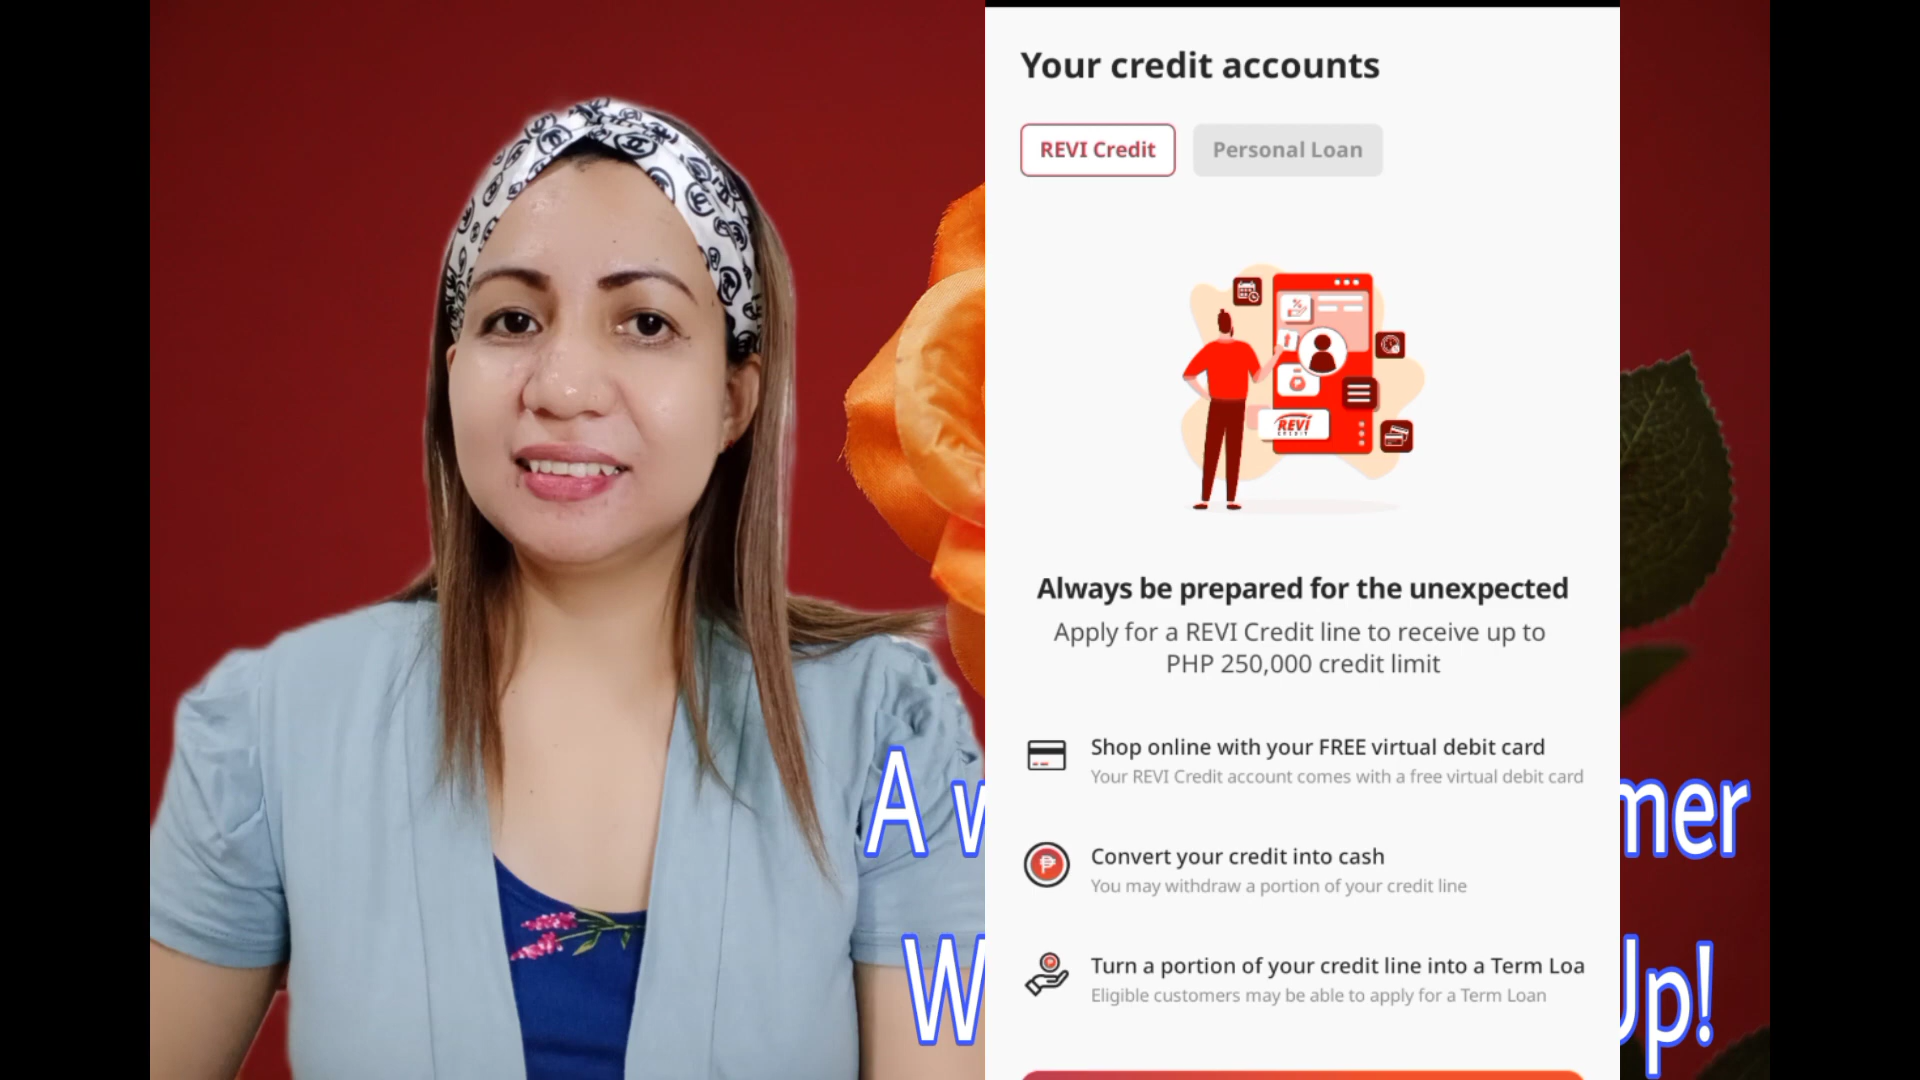 Your credit accounts
REVI Credit
Personal Loan
REVI
CREDIT
Always be prepared for the unexpected
Apply for a REVI Credit line to receive up to
PHP 250,000 credit limit
Shop online with your FREE virtual debit card
Your REVI Credit account comes with a free virtual debit card
Convert your credit into cash
You may withdraw a portion of your credit line
Turn a portion of your credit line into a Term Loa
Eligible customers may be able to apply for a Term Loan
A
mer
W
Up!